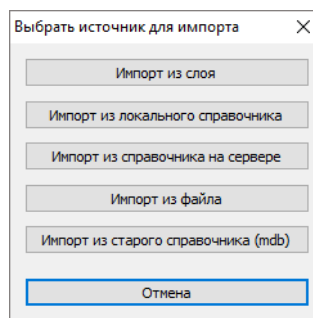 Выбрать источник для импорта
Импорт из слоя
Импорт из локального справочника
Импорт из справочника на сервере
Импорт из файла
Импорт из старого справочника (mdb)
Отмена